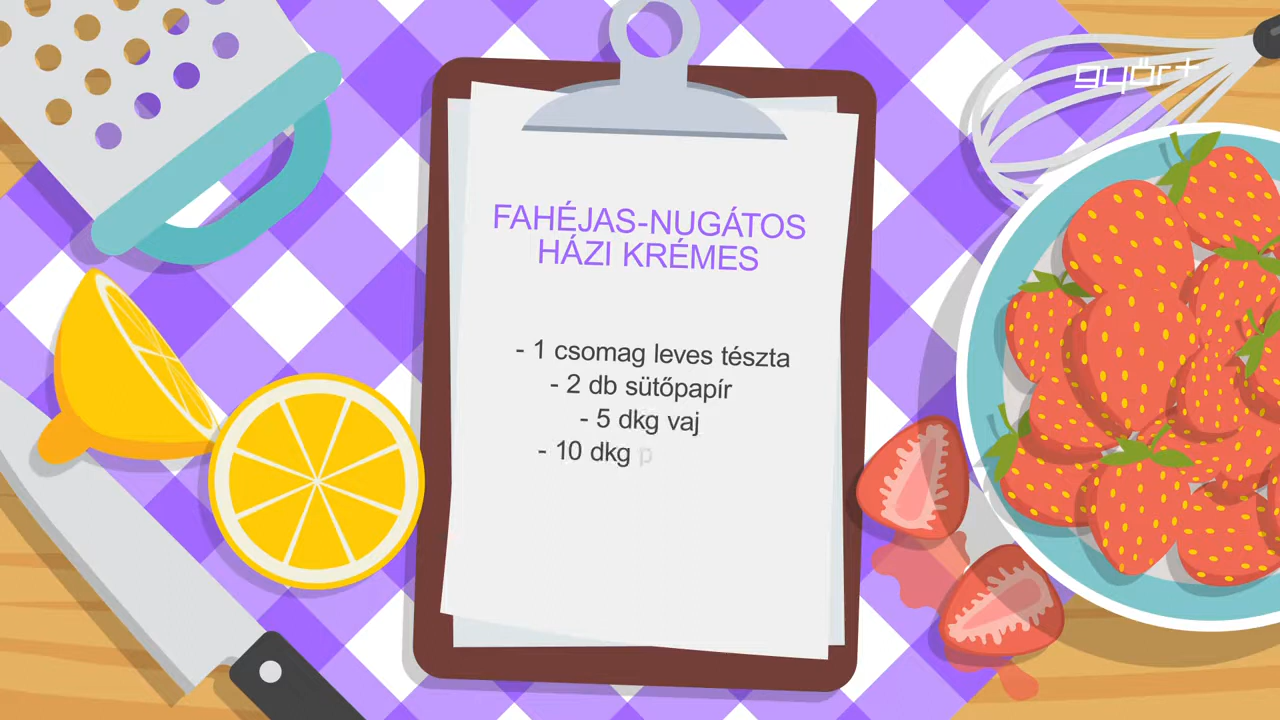 győr+
FAHÉJAS-NUGÁTOS
HÁZI KRÉMES
- 1 csomag leves tészta
- 2 db sütőpapír
- 5 dkg vaj
- 10 dkg p